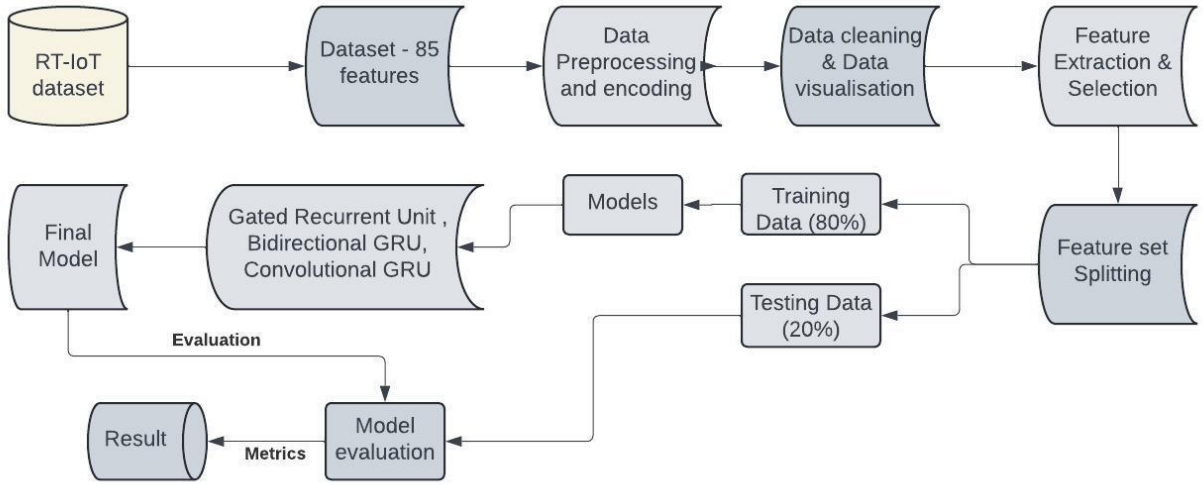 RT-IoT
dataset
Dataset - 85
features
Data
Preprocessing
and encoding
Data cleaning
& Data
visualisation
Feature
Extraction &
Selection
Feature set
Splitting
Training
Data (80%)
Models
Gated Recurrent Unit ,
Bidirectional GRU,
Convolutional GRU
Final
Model
Testing Data
(20%)
Evaluation
Model
evaluation
Metrics
Result